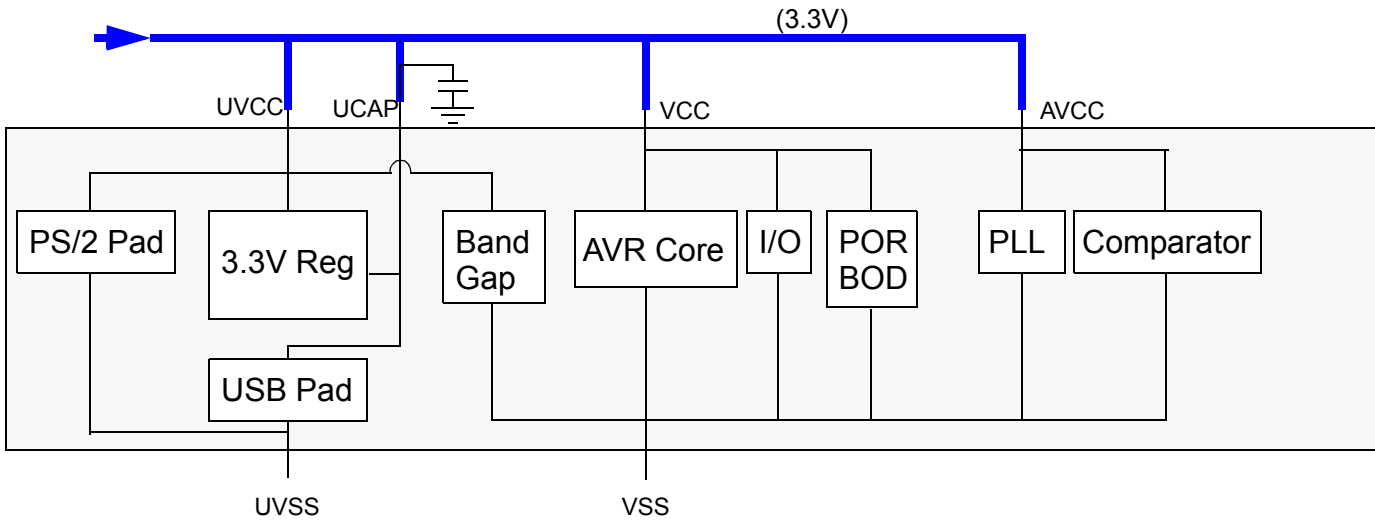 (3.3V)
UVCC
UCAP
VCC
AVCC
PS/2 Pad
3.3V Reg
Band
Gap
AVR Core
I/O
POR
BOD
PLL
Comparator
USB Pad
UVSS
VSS